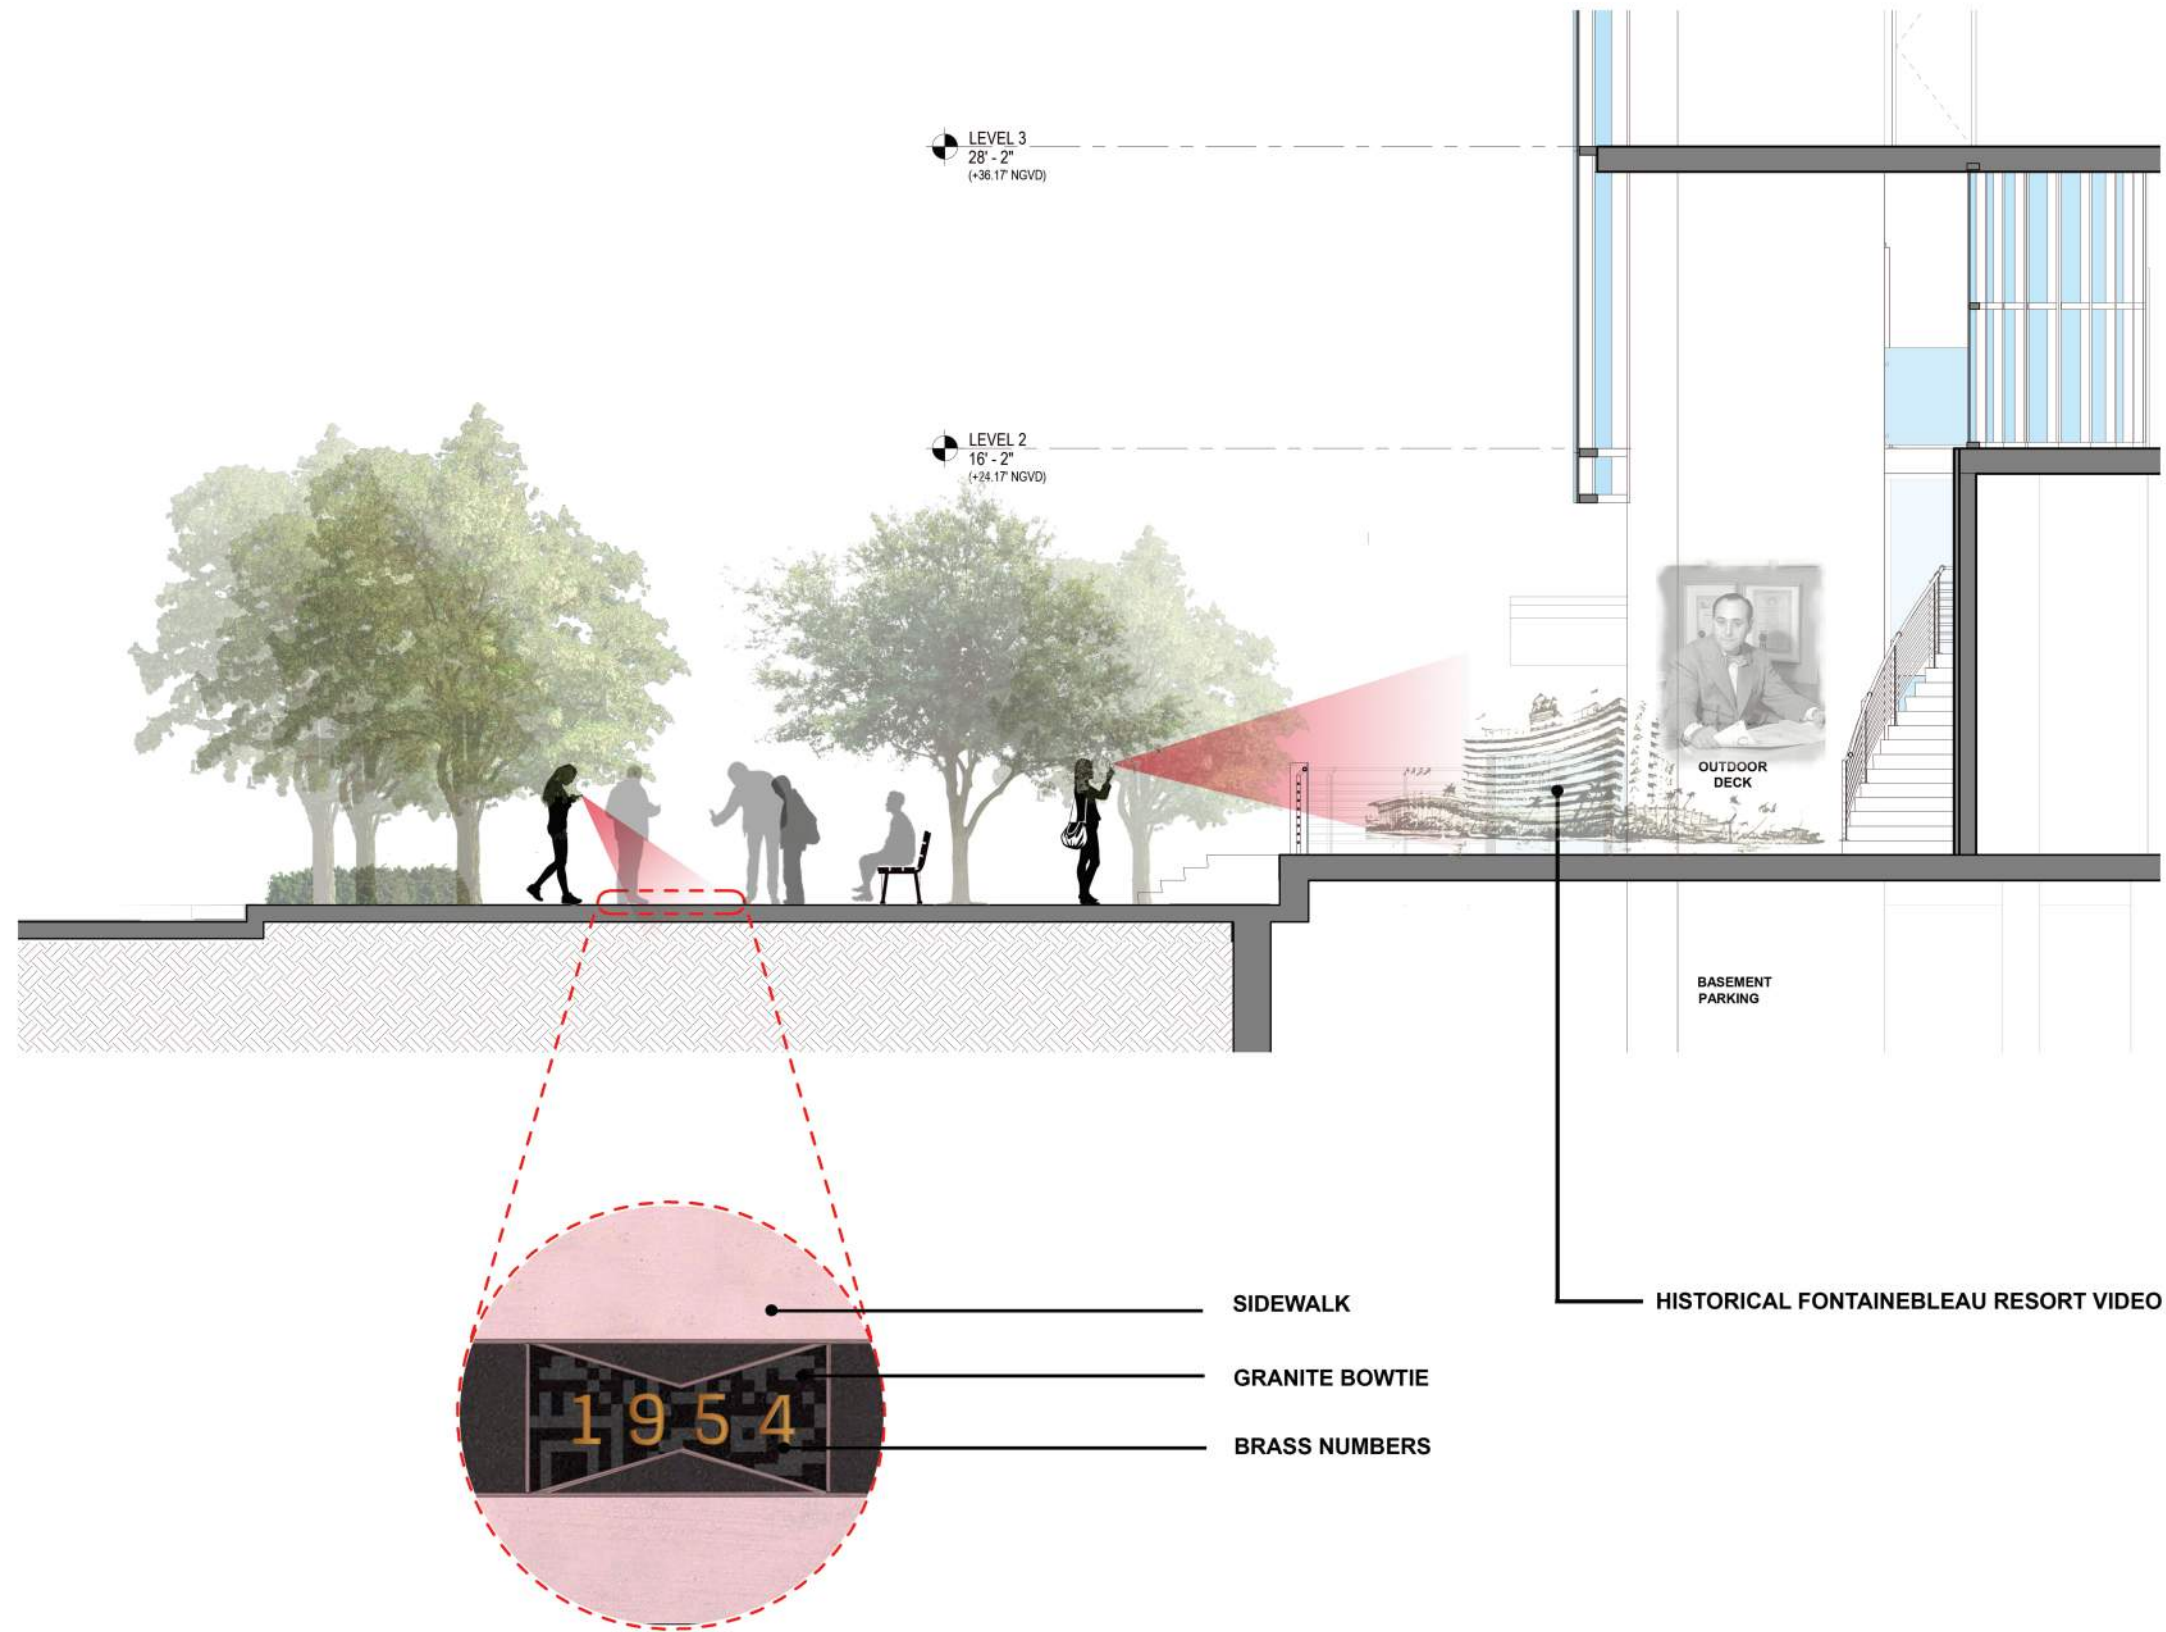 LEVEL 3
28' - 2"
(+36.17' NGVD)
LEVEL 2
16' - 2"
(+24.17' NGVD)
OUTDOOR
DECK
BASEMENT
PARKING
SIDEWALK
HISTORICAL FONTAINEBLEAU RESORT VIDEO
GRANITE BOWTIE
1954
BRASS NUMBERS